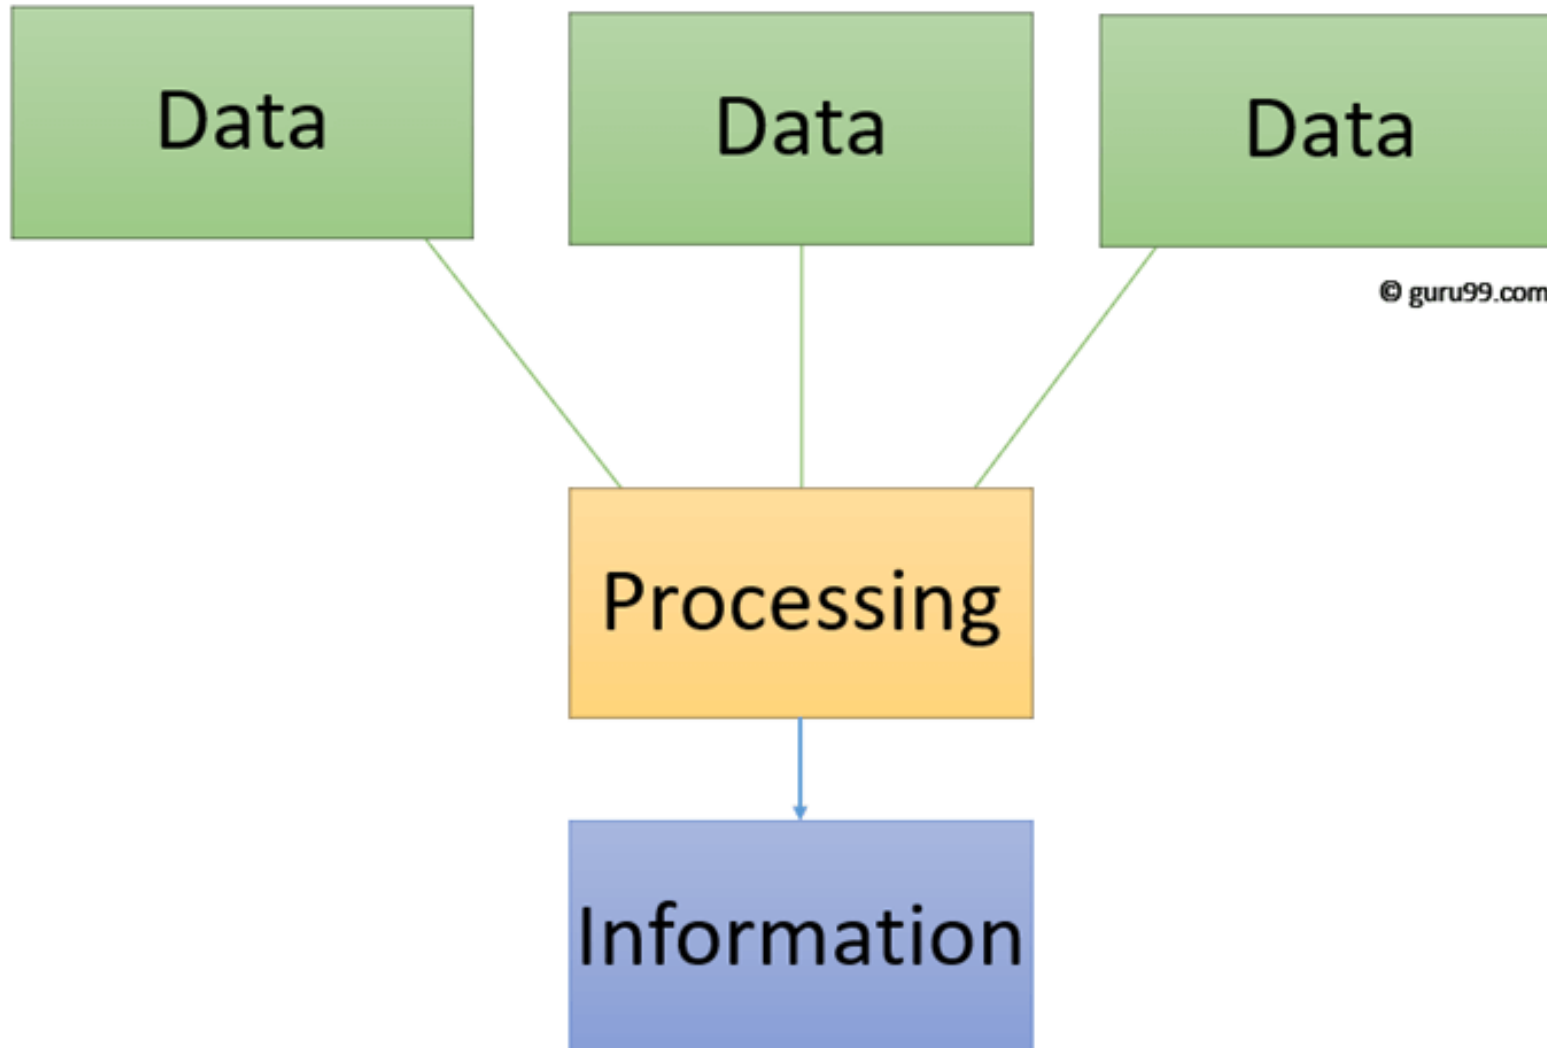 Data
Data
Data
© guru99.com
Processing
Information